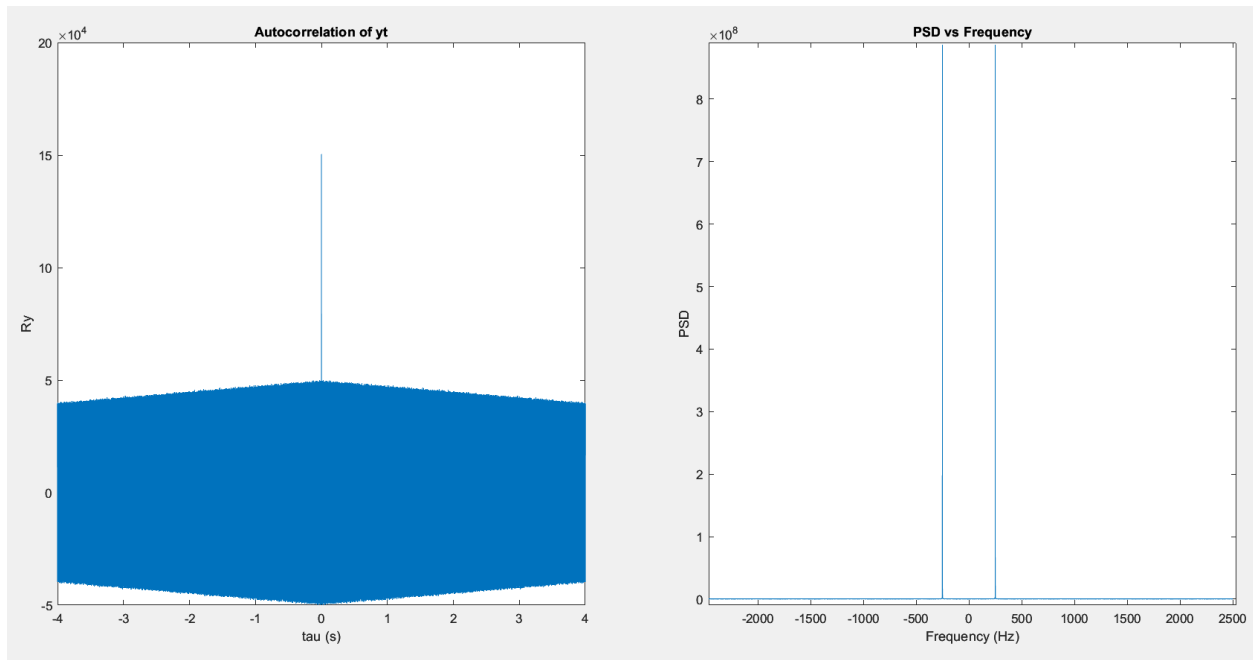 Autocorrelation of yt
×10⁴
20
15
10
5
0
-5
Ry
-4 -3 -2 -1 0 1 2 3 4
tau (s)
PSD vs Frequency
×10⁸
8
7
6
5
4
3
2
1
0
PSD
-2000 -1500 -1000 -500 0 500 1000 1500 2000 2500
Frequency (Hz)